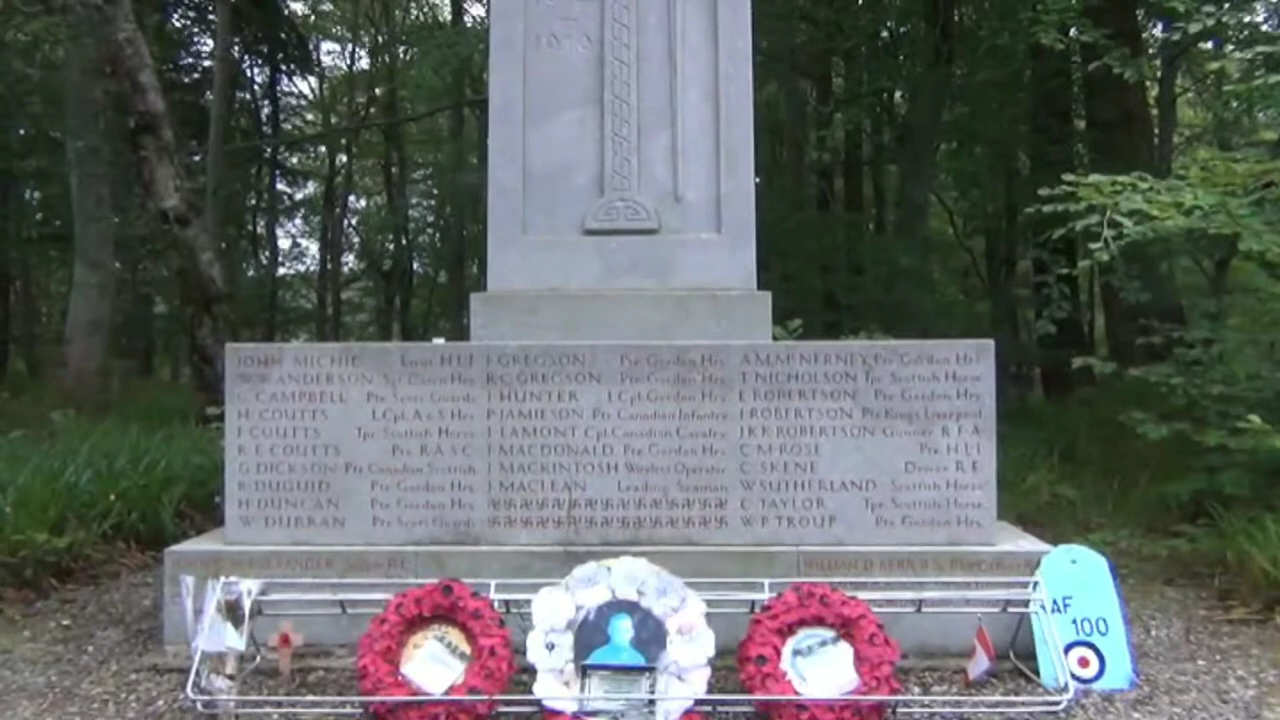 1919
JOHN MICHIE Lieut. H.L.I.
W.W. ANDERSON Sgt. Cameron Hrs.
G. CAMPBELL Pte. Scots Guards
H. COUTTS L.Cpl. A & S Hrs.
J. COUTTS Tpr. Scottish Horse
R.E. COUTTS Pte. R.A.S.C.
G. DICKSON Pte. Canadian Scottish
R. DUGUID Pte. Gordon Hrs.
H. DUNCAN Pte. Gordon Hrs.
W. DURRAN Pte. Scots Guards
J. GREGSON Pte. Gordon Hrs.
R.C. GREGSON Pte. Gordon Hrs.
J. HUNTER L.Cpl. Gordon Hrs.
P. JAMIESON Pte. Canadian Infantry
J. LAMONT Cpl. Canadian Cavalry
J. MACDONALD Pte. Gordon Hrs.
J. MACKINTOSH Wireless Operator
J. MACLEAN Leading Seaman
A.M. McNERNEY Pte. Gordon Hrs.
T. NICHOLSON Tpr. Scottish Horse
E. ROBERTSON Pte. Gordon Hrs.
J. ROBERTSON Pte. Kings Liverpool
J.K.K. ROBERTSON Gunner R.F.A.
C.M. ROSE Pte. H.L.I.
C. SKENE Driver R.E.
W. SUTHERLAND Scottish Horse
C. TAYLOR Tpr. Scottish Horse
W.P. TROUP Pte. Gordon Hrs.
WILLIAM D.
AF
100